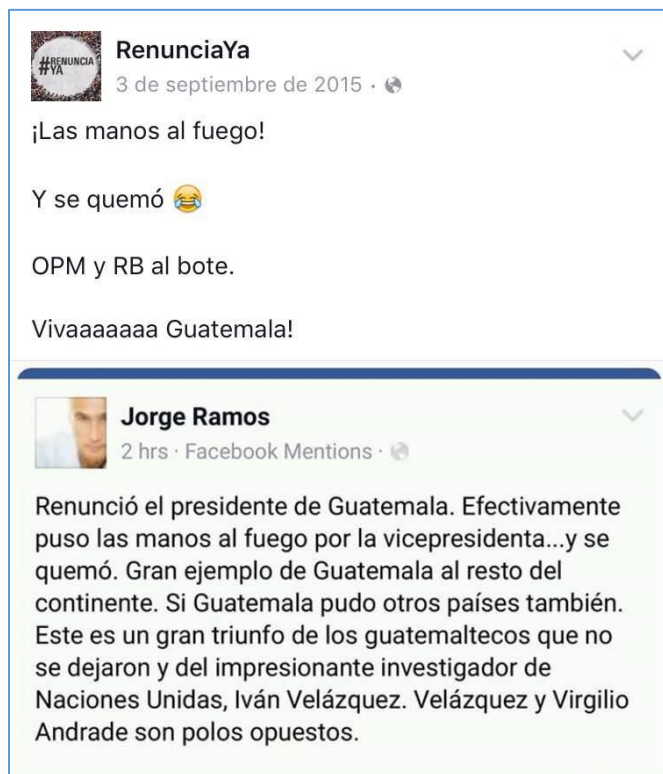 #RENUNCIA
YA
RenunciaYa
3 de septiembre de 2015 ·
¡Las manos al fuego!
Y se quemó 😂
OPM y RB al bote.
Vivaaaaaaa Guatemala!
Jorge Ramos
2 hrs · Facebook Mentions ·
Renunció el presidente de Guatemala. Efectivamente
puso las manos al fuego por la vicepresidenta...y se
quemó. Gran ejemplo de Guatemala al resto del
continente. Si Guatemala pudo otros países también.
Este es un gran triunfo de los guatemaltecos que no
se dejaron y del impresionante investigador de
Naciones Unidas, Iván Velázquez. Velázquez y Virgilio
Andrade son polos opuestos.